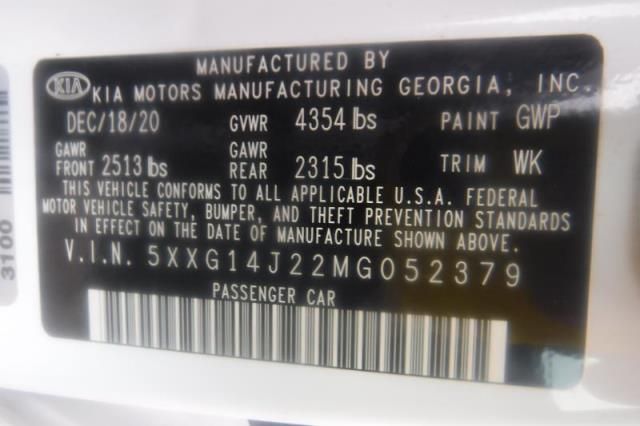 MANUFACTURED BY
KIA KIA MOTORS MANUFACTURING GEORGIA, INC.
DEC/18/20 GVWR 4354 lbs PAINT GWP
GAWR FRONT 2513 lbs GAWR REAR 2315 lbs TRIM WK
THIS VEHICLE CONFORMS TO ALL APPLICABLE U.S.A. FEDERAL
MOTOR VEHICLE SAFETY, BUMPER, AND THEFT PREVENTION STANDARDS
IN EFFECT ON THE DATE OF MANUFACTURE SHOWN ABOVE.
V.I.N. 5XXG14J22MG052379
PASSENGER CAR
3100